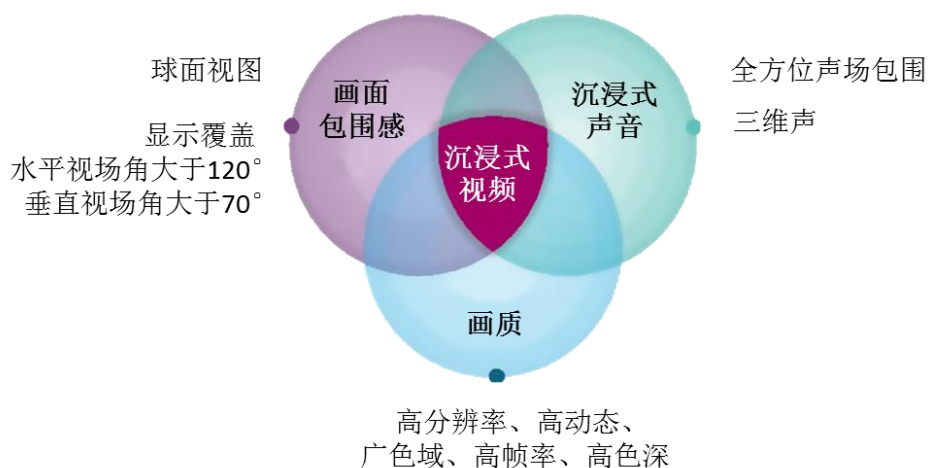 球面视图
显示覆盖
水平视场角大于120°
垂直视场角大于70°
画面
包围感
沉浸式
声音
全方位声场包围
三维声
沉浸式
视频
画质
高分辨率、高动态、
广色域、高帧率、高色深